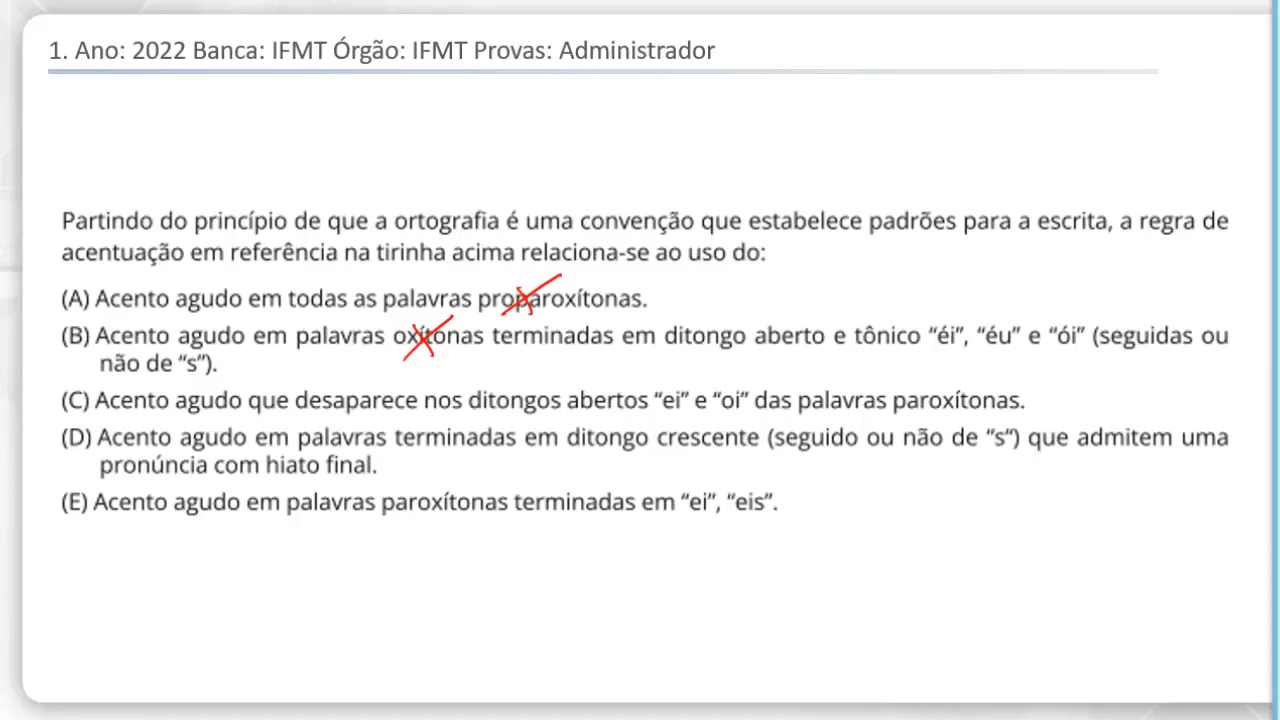 1. Ano: 2022 Banca: IFMT Órgão: IFMT Provas: Administrador
Partindo do princípio de que a ortografia é uma convenção que estabelece padrões para a escrita, a regra de
acentuação em referência na tirinha acima relaciona-se ao uso do:
(A) Acento agudo em todas as palavras proparoxítonas.
(B) Acento agudo em palavras oxítonas terminadas em ditongo aberto e tônico “éi”, “éu” e “ói” (seguidas ou
não de “s”).
(C) Acento agudo que desaparece nos ditongos abertos “ei” e “oi” das palavras paroxítonas.
(D) Acento agudo em palavras terminadas em ditongo crescente (seguido ou não de “s”) que admitem uma
pronúncia com hiato final.
(E) Acento agudo em palavras paroxítonas terminadas em “ei”, “eis”.